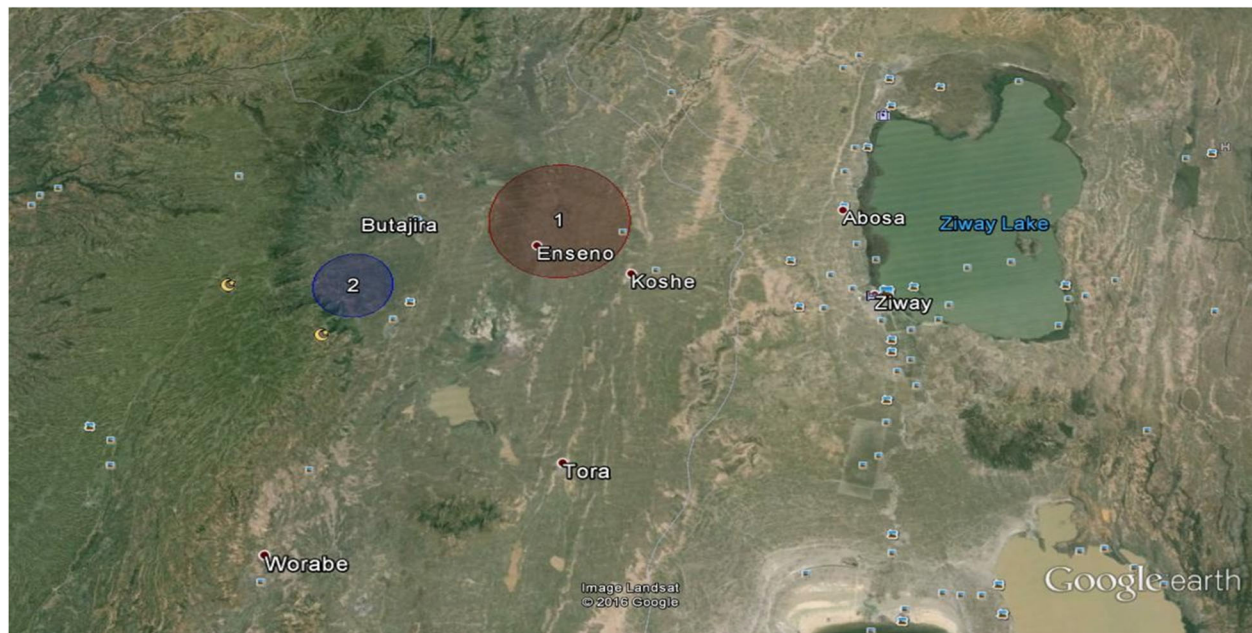 1
Butajira
Abosa
Ziway Lake
Enseno
Koshe
2
Ziway
Tora
Worabe
Image Landsat
© 2016 Google
Google earth
H